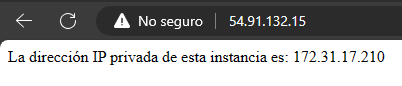 No seguro 54.91.132.15
La dirección IP privada de esta instancia es: 172.31.17.210